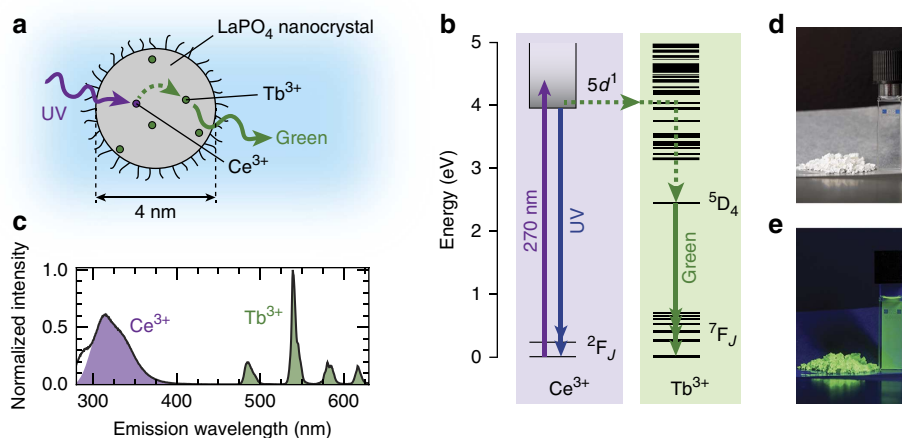 a
LaPO₄ nanocrystal
UV
Tb³⁺
Green
Ce³⁺
4 nm
b
Energy (eV)
5
4
3
2
1
0
5d¹
270 nm
UV
²F_J
Ce³⁺
⁵D₄
Green
⁷F_J
Tb³⁺
c
Normalized intensity
1.0
0.5
0.0
Ce³⁺
Tb³⁺
300
400
500
600
Emission wavelength (nm)
d
e